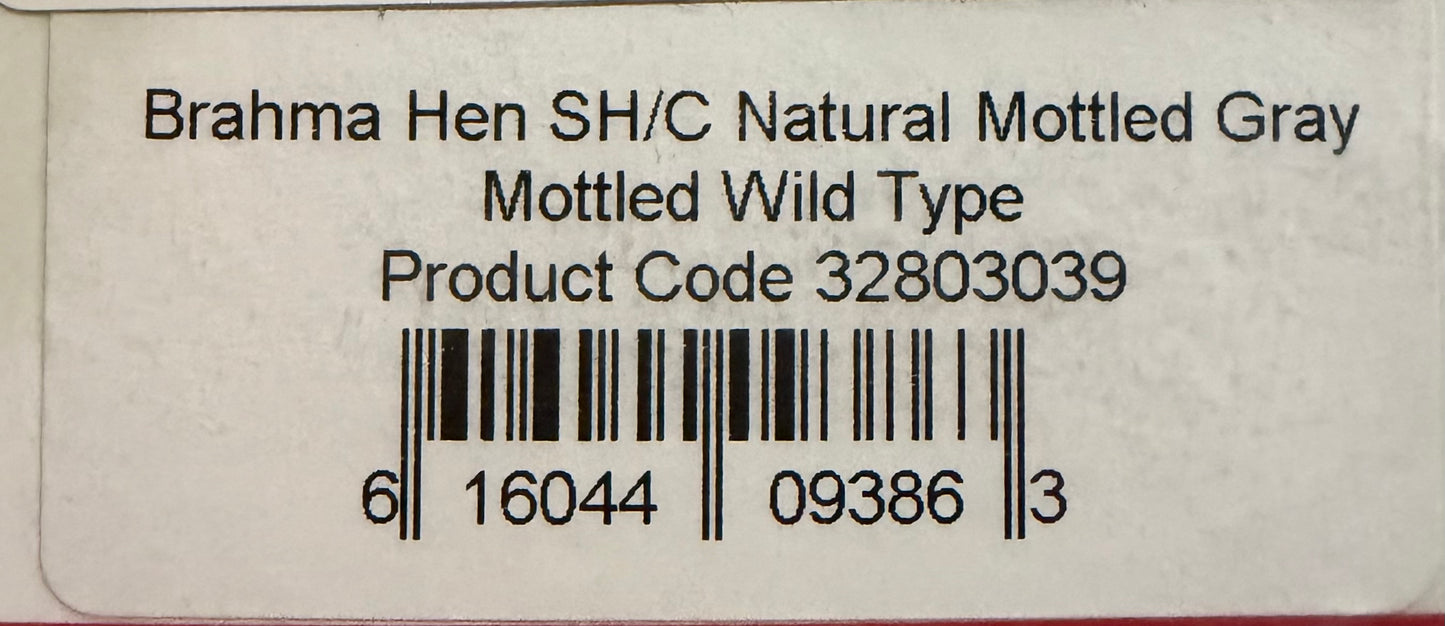 Brahma Hen SH/C Natural Mottled Gray
Mottled Wild Type
Product Code 32803039
6 16044 09386 3